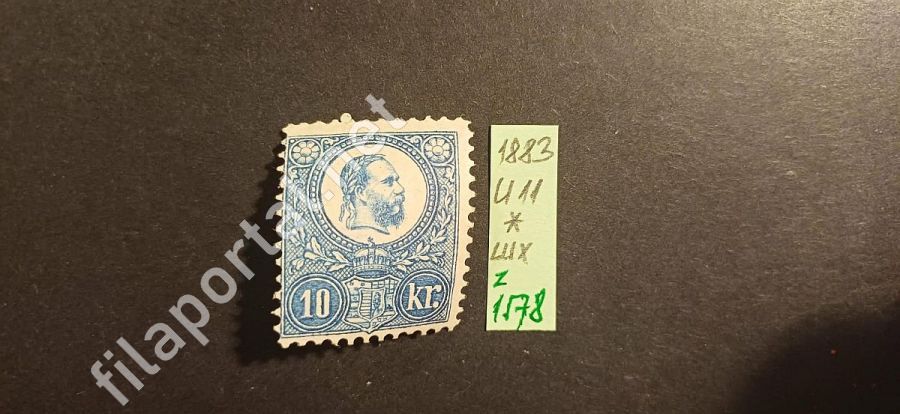 10 kr.
1883
И 11
*
ШХ
z
1578
filaportal.net